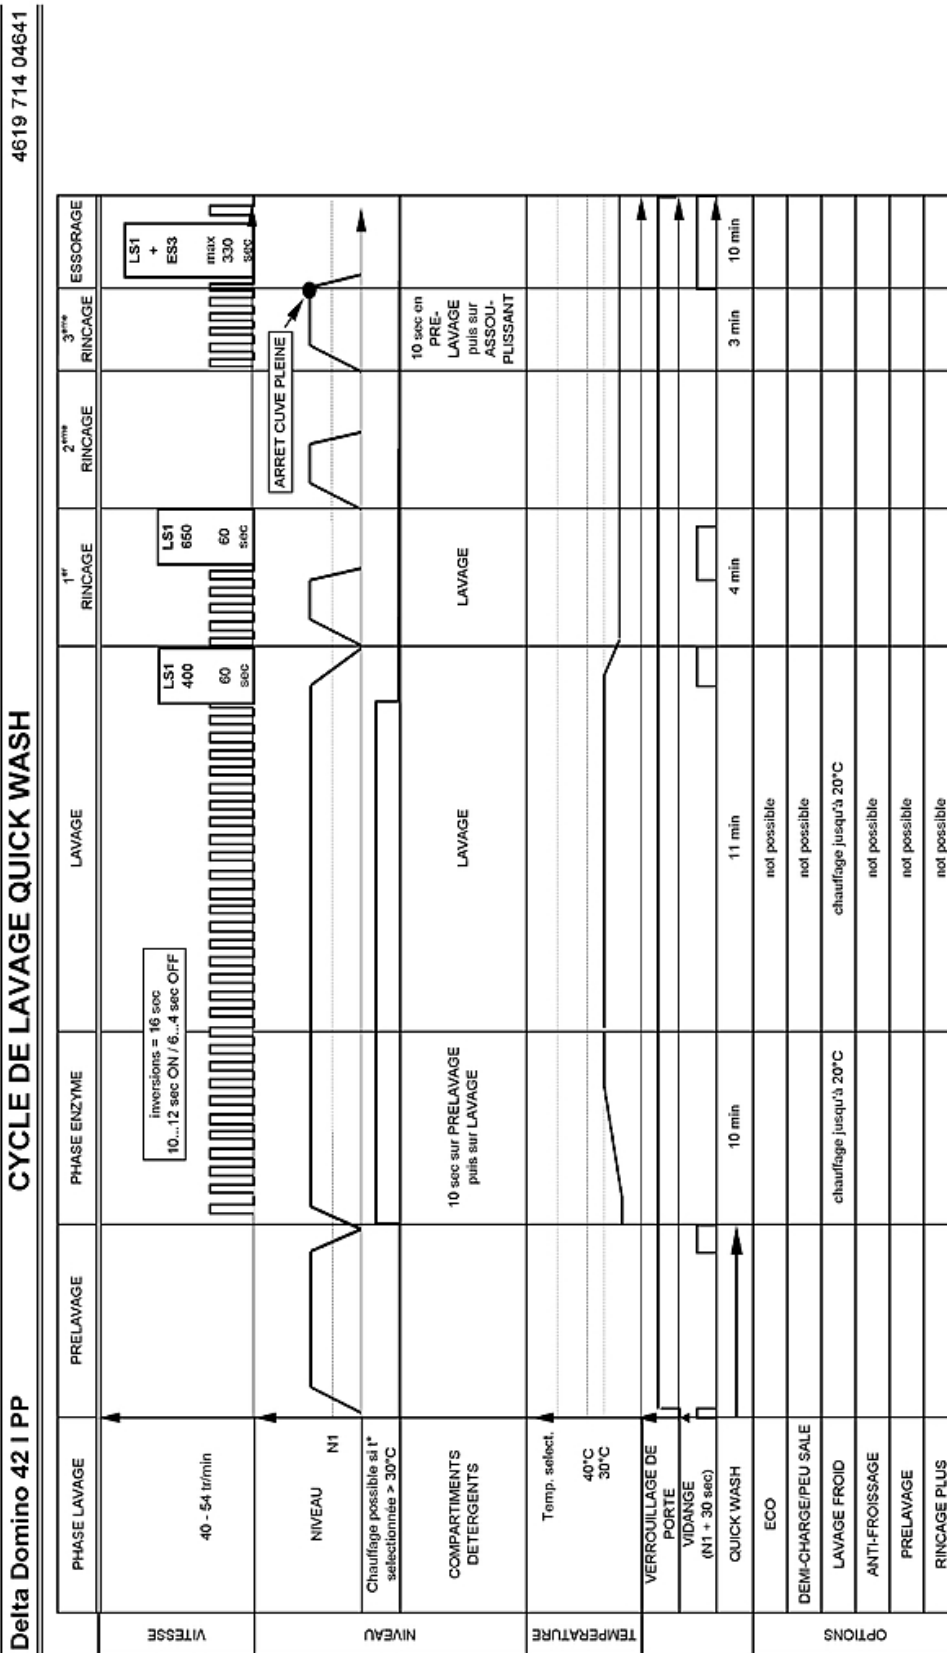 Delta Domino 42 l PP
CYCLE DE LAVAGE QUICK WASH
4619 714 04641
PHASE LAVAGE
PRELAVAGE
PHASE ENZYME
LAVAGE
1er
RINCAGE
2eme
RINCAGE
3eme
RINCAGE
ESSORAGE
VITESSE
40 - 54 tr/min
inversions = 16 sec
10...12 sec ON / 6...4 sec OFF
LS1
400
60
sec
LS1
650
60
sec
LS1
+
ES3
max
330
sec
NIVEAU
NIVEAU
N1
ARRET CUVE PLEINE
Chauffage possible si t°
selectionnée > 30°C
COMPARTIMENTS
DETERGENTS
10 sec sur PRELAVAGE
puis sur LAVAGE
LAVAGE
LAVAGE
10 sec en
PRE-
LAVAGE
puis sur
ASSOU-
PLISSANT
TEMPERATURE
Temp. select.
40°C
30°C
VERROUILLAGE DE
PORTE
VIDANGE
(N1 + 30 sec)
QUICK WASH
10 min
11 min
4 min
3 min
10 min
OPTIONS
ECO
not possible
DEMI-CHARGE/PEU SALE
not possible
LAVAGE FROID
chauffage jusqu'à 20°C
chauffage jusqu'à 20°C
ANTI-FROISSAGE
not possible
PRELAVAGE
not possible
RINCAGE PLUS
not possible